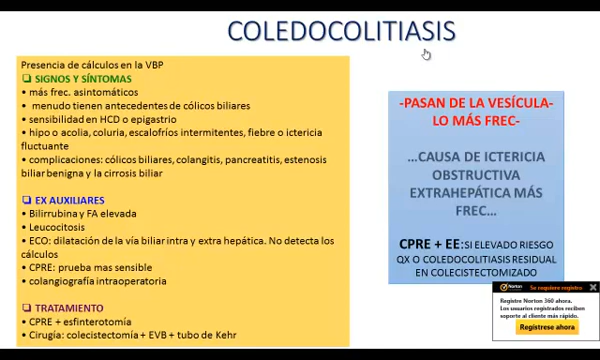 COLEDOCOLITIASIS
Presencia de cálculos en la VBP
❑ SIGNOS Y SÍNTOMAS
• más frec. asintomáticos
• menudo tienen antecedentes de cólicos biliares
• sensibilidad en HCD o epigastrio
• hipo o acolia, coluria, escalofríos intermitentes, fiebre o ictericia
fluctuante
• complicaciones: cólicos biliares, colangitis, pancreatitis, estenosis
biliar benigna y la cirrosis biliar
❑ EX AUXILIARES
• Bilirrubina y FA elevada
• Leucocitosis
• ECO: dilatación de la vía biliar intra y extra hepática. No detecta los
cálculos
• CPRE: prueba mas sensible
• colangiografía intraoperatoria
❑ TRATAMIENTO
• CPRE + esfinterotomía
• Cirugía: colecistectomía + EVB + tubo de Kehr
-PASAN DE LA VESÍCULA-
LO MÁS FREC-
...CAUSA DE ICTERICIA
OBSTRUCTIVA
EXTRAHEPÁTICA MÁS
FREC...
CPRE + EE: SI ELEVADO RIESGO
QX O COLEDOCOLITIASIS RESIDUAL
EN COLECISTECTOMIZADO
Norton
Se requiere registro
Registre Norton 360 ahora.
Los usuarios registrados reciben
soporte al cliente más rápido.
Regístrese ahora